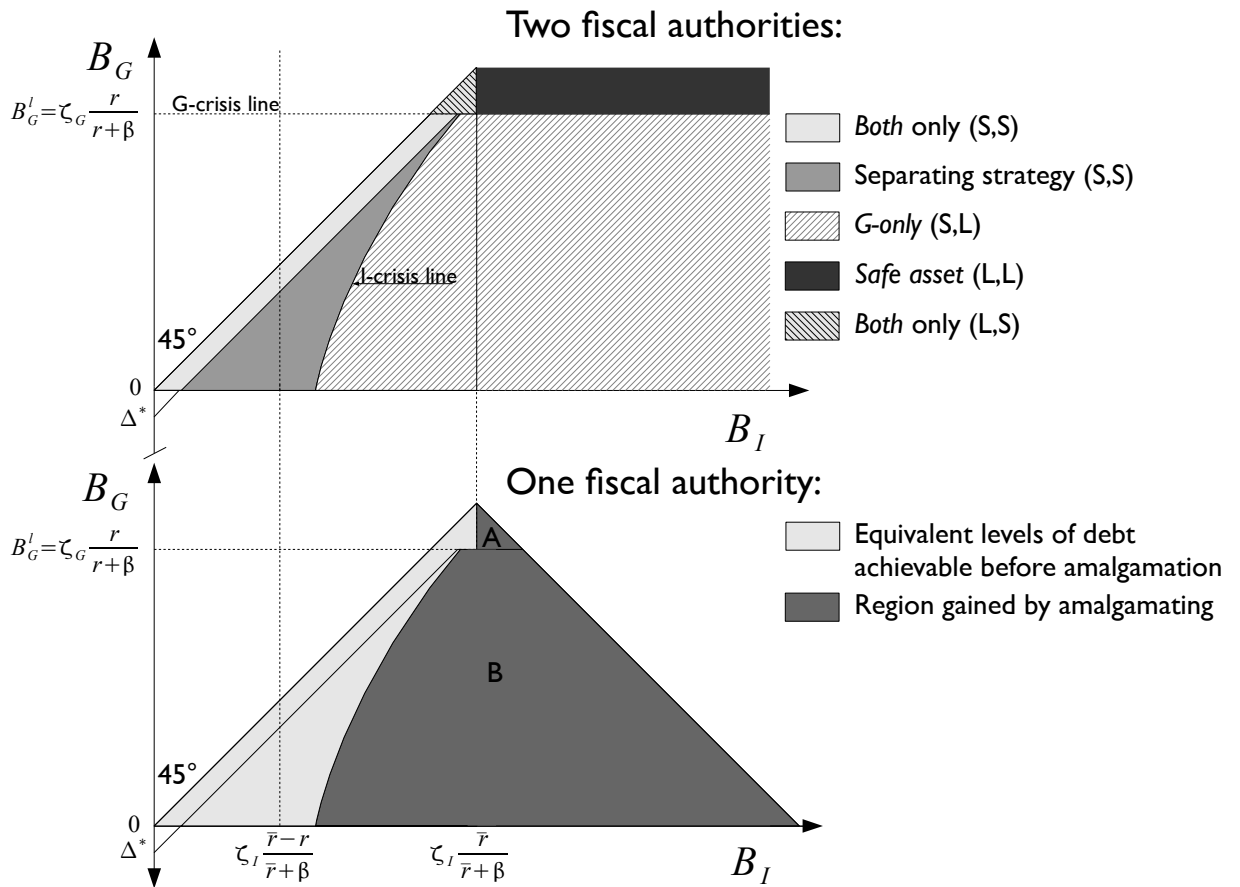 Two fiscal authorities:
B_G
B_G^l = ζ_G r/(r+β)
G-crisis line
Both only (S,S)
Separating strategy (S,S)
G-only (S,L)
I-crisis line
Safe asset (L,L)
Both only (L,S)
45°
0
Δ*
B_I
One fiscal authority:
B_G
B_G^l = ζ_G r/(r+β)
A
Equivalent levels of debt
achievable before amalgamation
Region gained by amalgamating
B
45°
0
Δ*
ζ_I (r̅−r)/(r̅+β)
ζ_I r̅/(r̅+β)
B_I